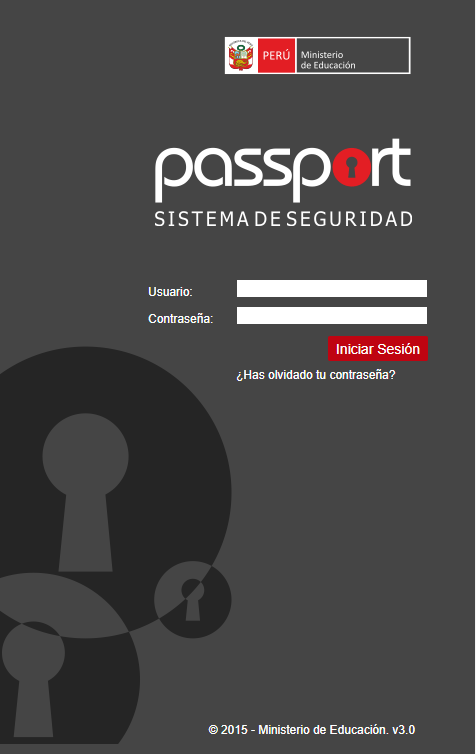 PERÚ
Ministerio
de Educación
passport
SISTEMA DE SEGURIDAD
Usuario:
Contraseña:
Iniciar Sesión
¿Has olvidado tu contraseña?
© 2015 - Ministerio de Educación. v3.0